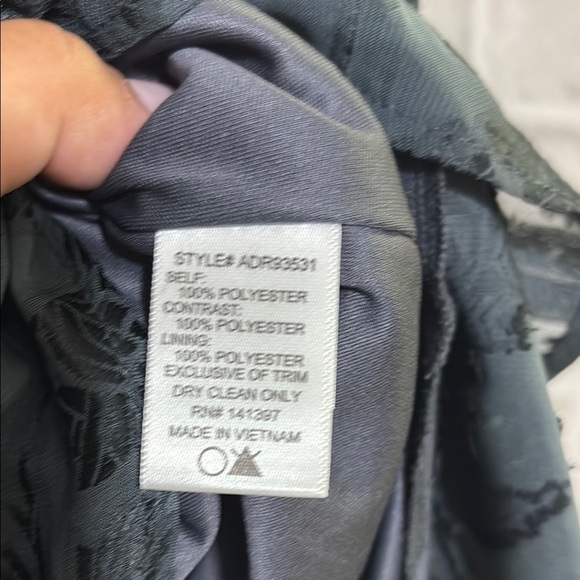 STYLE# ADR93531
SELF:
100% POLYESTER
CONTRAST:
100% POLYESTER
LINING:
100% POLYESTER
EXCLUSIVE OF TRIM
DRY CLEAN ONLY
RN# 141397
MADE IN VIETNAM